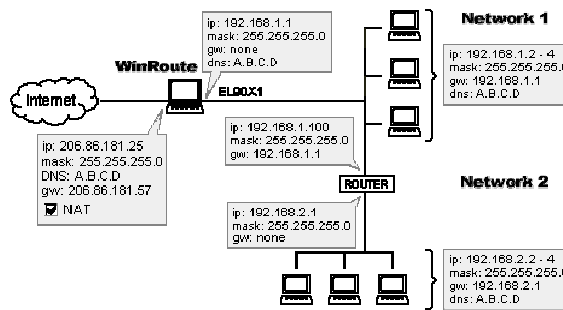 ip: 192.168.1.1
mask: 255.255.255.0
gw: none
dns: A.B.C.D
Network 1
WinRoute
EL90X1
Internet
ip: 192.168.1.2 - 4
mask: 255.255.255.0
gw: 192.168.1.1
dns: A.B.C.D
ip: 206.86.181.25
mask: 255.255.255.0
DNS: A.B.C.D
gw: 206.86.181.57
NAT
ip: 192.168.1.100
mask: 255.255.255.0
gw: 192.168.1.1
ROUTER
Network 2
ip: 192.168.2.1
mask: 255.255.255.0
gw: none
ip: 192.168.2.2 - 4
mask: 255.255.255.0
gw: 192.168.2.1
dns: A.B.C.D